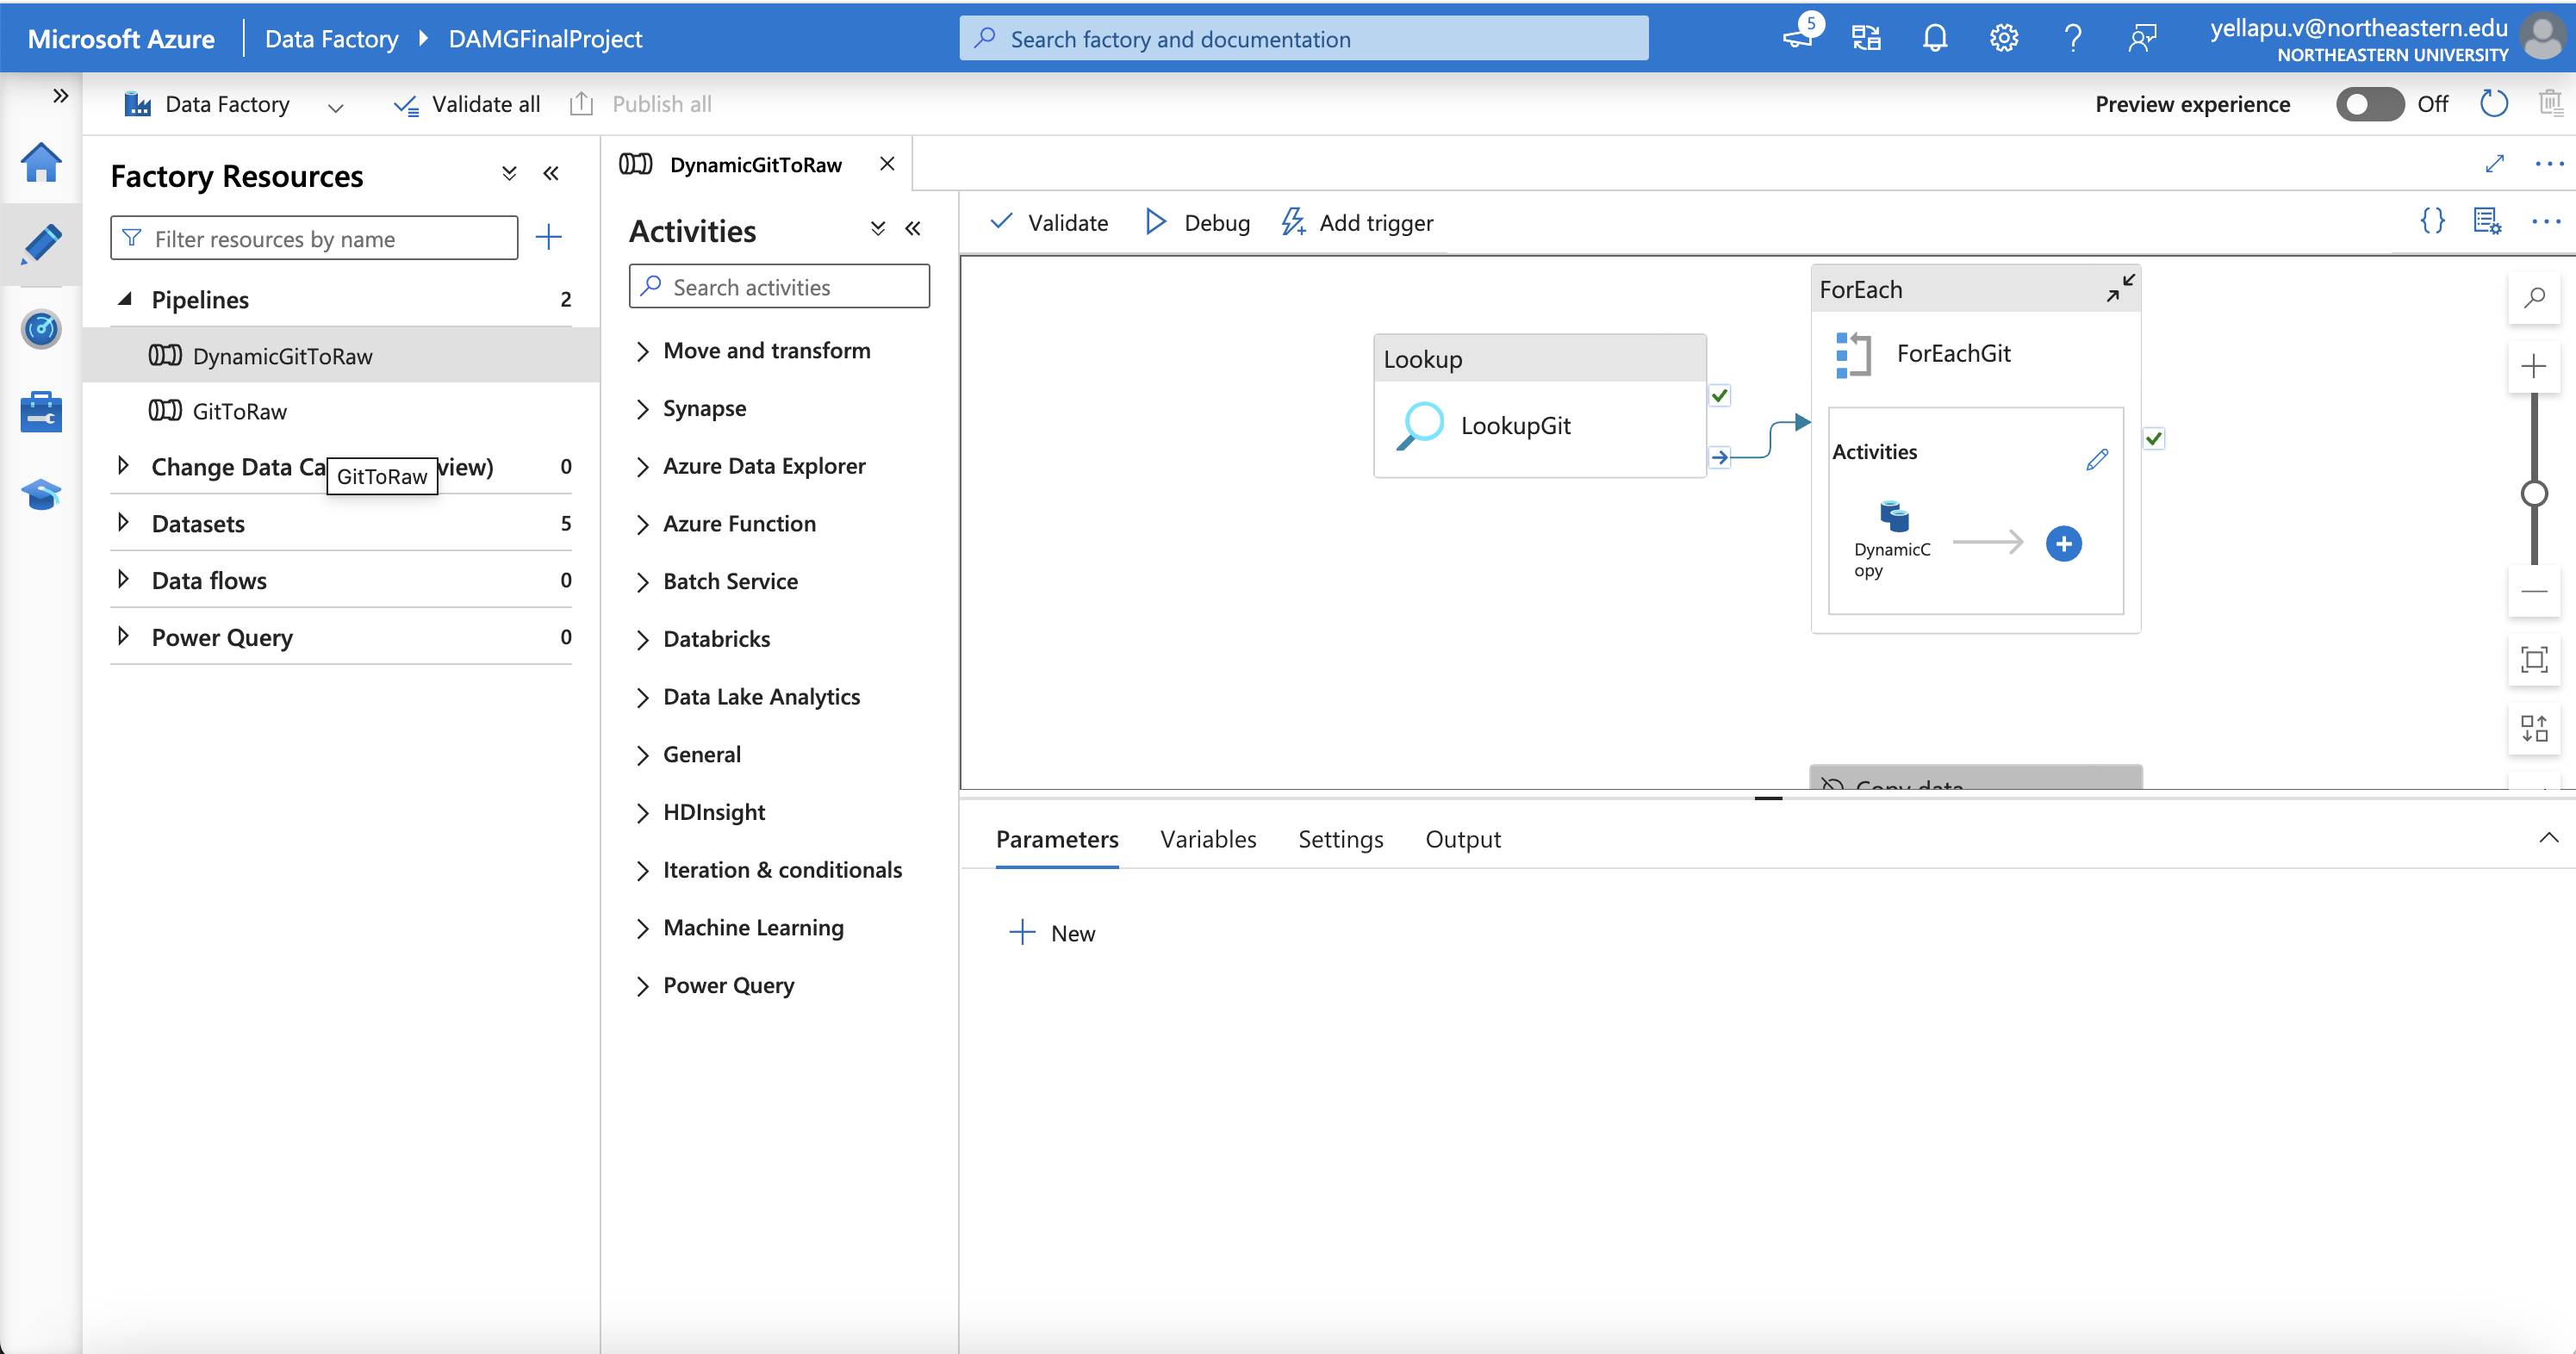 Microsoft Azure
Data Factory
DAMGFinalProject
Search factory and documentation
5
yellapu.v@northeastern.edu
NORTHEASTERN UNIVERSITY
Data Factory
Validate all
Publish all
Preview experience
Off
Factory Resources
Filter resources by name
Pipelines
2
DynamicGitToRaw
GitToRaw
Change Data Ca
view)
0
GitToRaw
Datasets
5
Data flows
0
Power Query
0
DynamicGitToRaw
Activities
Search activities
Move and transform
Synapse
Azure Data Explorer
Azure Function
Batch Service
Databricks
Data Lake Analytics
General
HDInsight
Iteration & conditionals
Machine Learning
Power Query
Validate
Debug
Add trigger
{}
Lookup
LookupGit
ForEach
ForEachGit
Activities
DynamicC
opy
Copy data
Parameters
Variables
Settings
Output
New